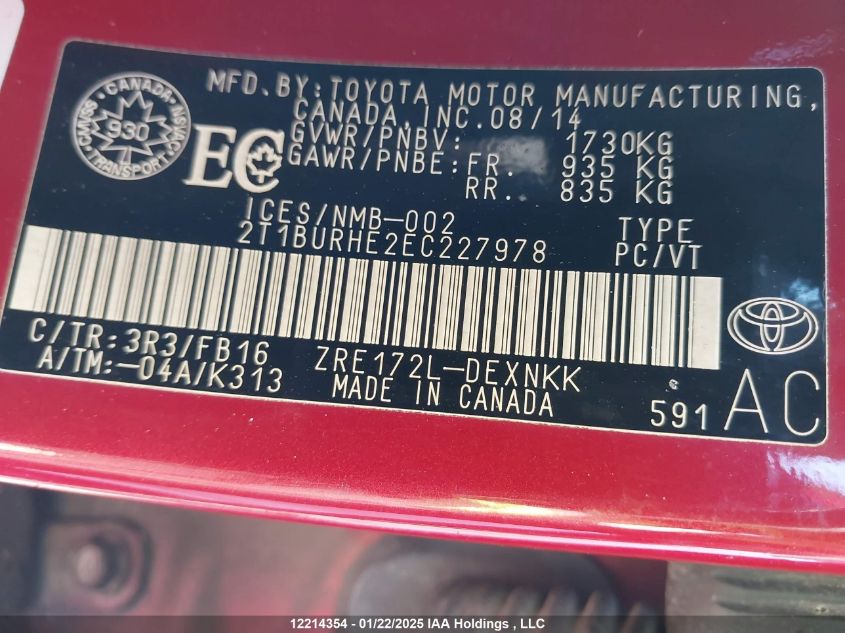 MFD. BY: TOYOTA MOTOR MANUFACTURING,
CANADA, INC. 08/14
GVWR/PNBV: 1730KG
GAWR/PNBE: FR. 935 KG
RR. 835 KG
CANADA
CMVSS 930 NSVAC
TRANSPORT
EC
ICES/NMB-002
2T1BURHE2EC227978
TYPE
PC/VT
C/TR: 3R3/FB16
A/TM: -04A/K313
ZRE172L-DEXNKK
MADE IN CANADA
591 AC
12214354 - 01/22/2025 IAA Holdings , LLC